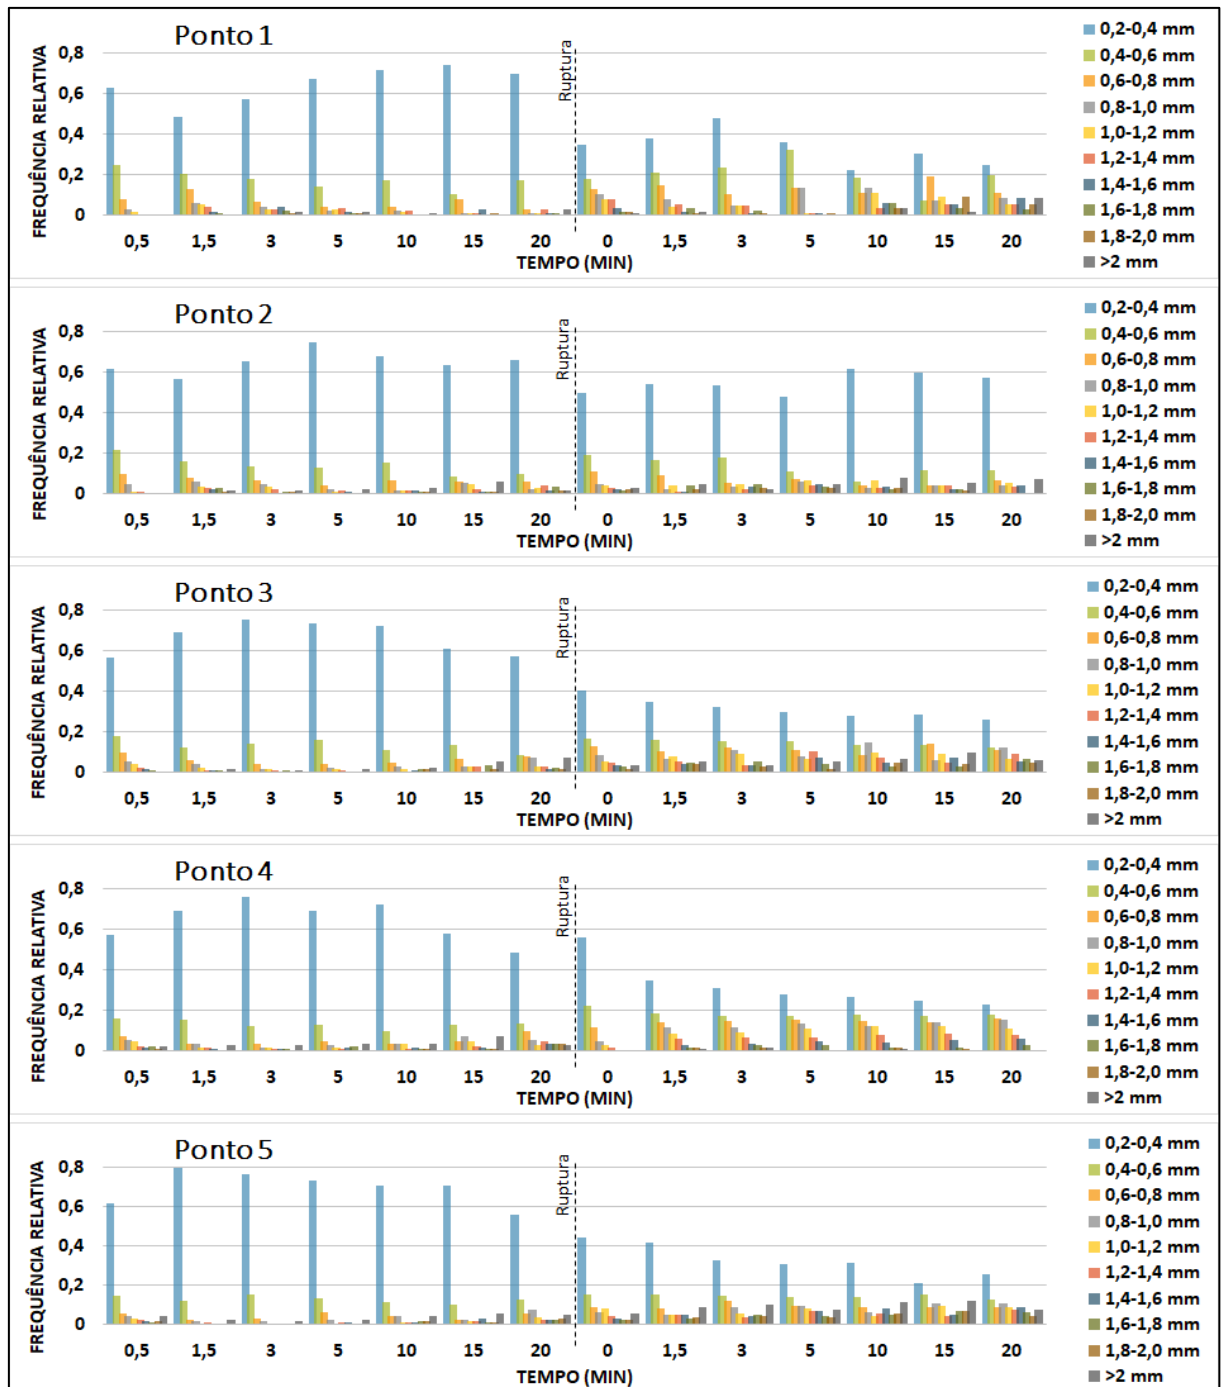 Ponto 1
FREQUÊNCIA RELATIVA
0,8
0,6
0,4
0,2
0
Ruptura
0,5 1,5 3 5 10 15 20 0 1,5 3 5 10 15 20
TEMPO (MIN)
0,2-0,4 mm
0,4-0,6 mm
0,6-0,8 mm
0,8-1,0 mm
1,0-1,2 mm
1,2-1,4 mm
1,4-1,6 mm
1,6-1,8 mm
1,8-2,0 mm
>2 mm
Ponto 2
FREQUÊNCIA RELATIVA
0,8
0,6
0,4
0,2
0
Ruptura
0,5 1,5 3 5 10 15 20 0 1,5 3 5 10 15 20
TEMPO (MIN)
0,2-0,4 mm
0,4-0,6 mm
0,6-0,8 mm
0,8-1,0 mm
1,0-1,2 mm
1,2-1,4 mm
1,4-1,6 mm
1,6-1,8 mm
1,8-2,0 mm
>2 mm
Ponto 3
FREQUÊNCIA RELATIVA
0,8
0,6
0,4
0,2
0
Ruptura
0,5 1,5 3 5 10 15 20 0 1,5 3 5 10 15 20
TEMPO (MIN)
0,2-0,4 mm
0,4-0,6 mm
0,6-0,8 mm
0,8-1,0 mm
1,0-1,2 mm
1,2-1,4 mm
1,4-1,6 mm
1,6-1,8 mm
1,8-2,0 mm
>2 mm
Ponto 4
FREQUÊNCIA RELATIVA
0,8
0,6
0,4
0,2
0
Ruptura
0,5 1,5 3 5 10 15 20 0 1,5 3 5 10 15 20
TEMPO (MIN)
0,2-0,4 mm
0,4-0,6 mm
0,6-0,8 mm
0,8-1,0 mm
1,0-1,2 mm
1,2-1,4 mm
1,4-1,6 mm
1,6-1,8 mm
1,8-2,0 mm
>2 mm
Ponto 5
FREQUÊNCIA RELATIVA
0,8
0,6
0,4
0,2
0
Ruptura
0,5 1,5 3 5 10 15 20 0 1,5 3 5 10 15 20
TEMPO (MIN)
0,2-0,4 mm
0,4-0,6 mm
0,6-0,8 mm
0,8-1,0 mm
1,0-1,2 mm
1,2-1,4 mm
1,4-1,6 mm
1,6-1,8 mm
1,8-2,0 mm
>2 mm